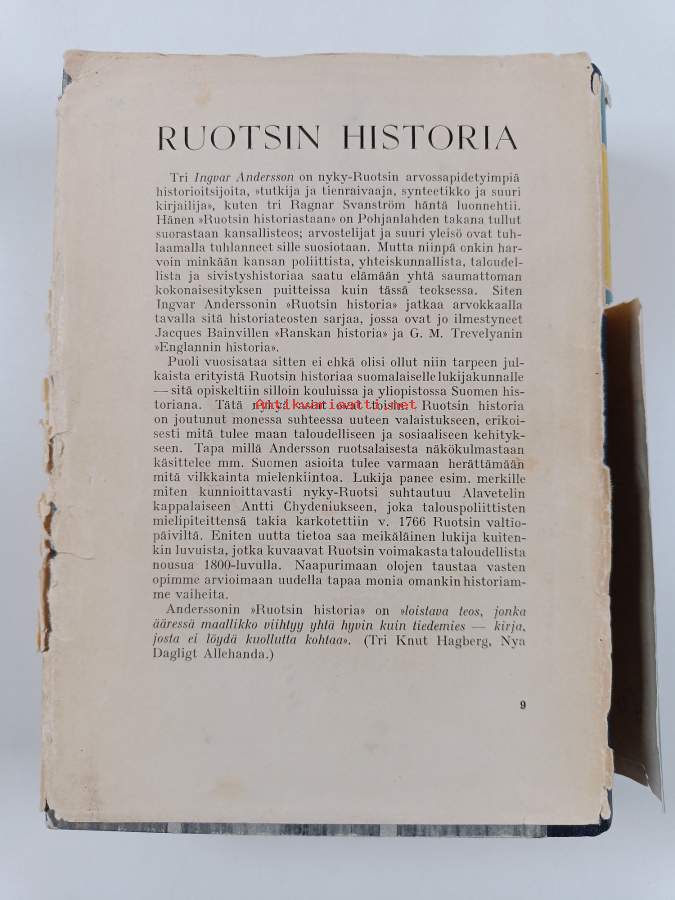 RUOTSIN HISTORIA
Tri Ingvar Andersson on nyky-Ruotsin arvossapidetyimpiä
historioitsijoita, »tutkija ja tienraivaaja, synteetikko ja suuri
kirjailija», kuten tri Ragnar Svanström häntä luonnehtii.
Hänen »Ruotsin historiastaan» on Pohjanlahden takana tullut
suorastaan kansallisteos; arvostelijat ja suuri yleisö ovat tuh-
laamalla tuhlanneet sille suosiotaan. Mutta niinpä onkin har-
voin minkään kansan poliittista, yhteiskunnallista, taloudel-
lista ja sivistyshistoriaa saatu elämään yhtä saumattoman
kokonaisesityksen puitteissa kuin tässä teoksessa. Siten
Ingvar Anderssonin »Ruotsin historia» jatkaa arvokkaalla
tavalla sitä historiateosten sarjaa, jossa ovat jo ilmestyneet
Jacques Bainvillen »Ranskan historia» ja G. M. Trevelyanin
»Englannin historia».
Puoli vuosisataa sitten ei ehkä olisi ollut niin tarpeen jul-
kaista erityistä Ruotsin historiaa suomalaiselle lukijakunnalle
— sitä opiskeltiin silloin kouluissa ja yliopistossa Suomen his-
toriana. Tätä nykyä asiat ovat toisin. Ruotsin historia
Antikvariaatti.net
on joutunut monessa suhteessa uuteen valaistukseen, erikoi-
sesti mitä tulee maan taloudelliseen ja sosiaaliseen kehityk-
seen. Tapa millä Andersson ruotsalaisesta näkökulmastaan
käsittelee mm. Suomen asioita tulee varmaan herättämään
mitä vilkkainta mielenkiintoa. Lukija panee esim. merkille
miten kunnioittavasti nyky-Ruotsi suhtautuu Alavetelin
kappalaiseen Antti Chydeniukseen, joka talouspoliittisten
mielipiteittensä takia karkotettiin v. 1766 Ruotsin valtio-
päiviltä. Eniten uutta tietoa saa meikäläinen lukija kuiten-
kin luvuista, jotka kuvaavat Ruotsin voimakasta taloudellista
nousua 1800-luvulla. Naapurimaan olojen taustaa vasten
opimme arvioimaan uudella tapaa monia omankin historiam-
me vaiheita.
Anderssonin »Ruotsin historia» on »loistava teos, jonka
ääressä maallikko viihtyy yhtä hyvin kuin tiedemies — kirja,
josta ei löydä kuollutta kohtaa». (Tri Knut Hagberg, Nya
Dagligt Allehanda.)
9